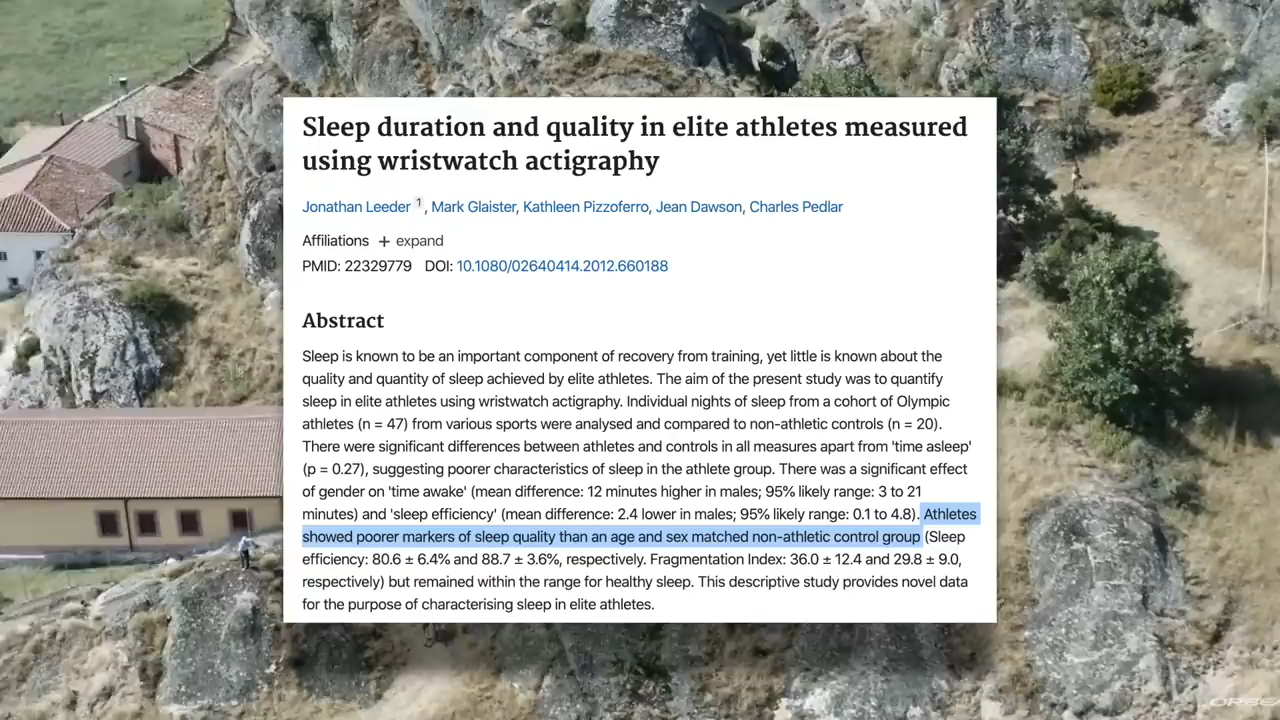 Sleep duration and quality in elite athletes measured
using wristwatch actigraphy
Jonathan Leeder 1, Mark Glaister, Kathleen Pizzoferro, Jean Dawson, Charles Pedlar
Affiliations + expand
PMID: 22329779 DOI: 10.1080/02640414.2012.660188
Abstract
Sleep is known to be an important component of recovery from training, yet little is known about the
quality and quantity of sleep achieved by elite athletes. The aim of the present study was to quantify
sleep in elite athletes using wristwatch actigraphy. Individual nights of sleep from a cohort of Olympic
athletes (n = 47) from various sports were analysed and compared to non-athletic controls (n = 20).
There were significant differences between athletes and controls in all measures apart from 'time asleep'
(p = 0.27), suggesting poorer characteristics of sleep in the athlete group. There was a significant effect
of gender on 'time awake' (mean difference: 12 minutes higher in males; 95% likely range: 3 to 21
minutes) and 'sleep efficiency' (mean difference: 2.4 lower in males; 95% likely range: 0.1 to 4.8). Athletes
showed poorer markers of sleep quality than an age and sex matched non-athletic control group (Sleep
efficiency: 80.6 ± 6.4% and 88.7 ± 3.6%, respectively. Fragmentation Index: 36.0 ± 12.4 and 29.8 ± 9.0,
respectively) but remained within the range for healthy sleep. This descriptive study provides novel data
for the purpose of characterising sleep in elite athletes.